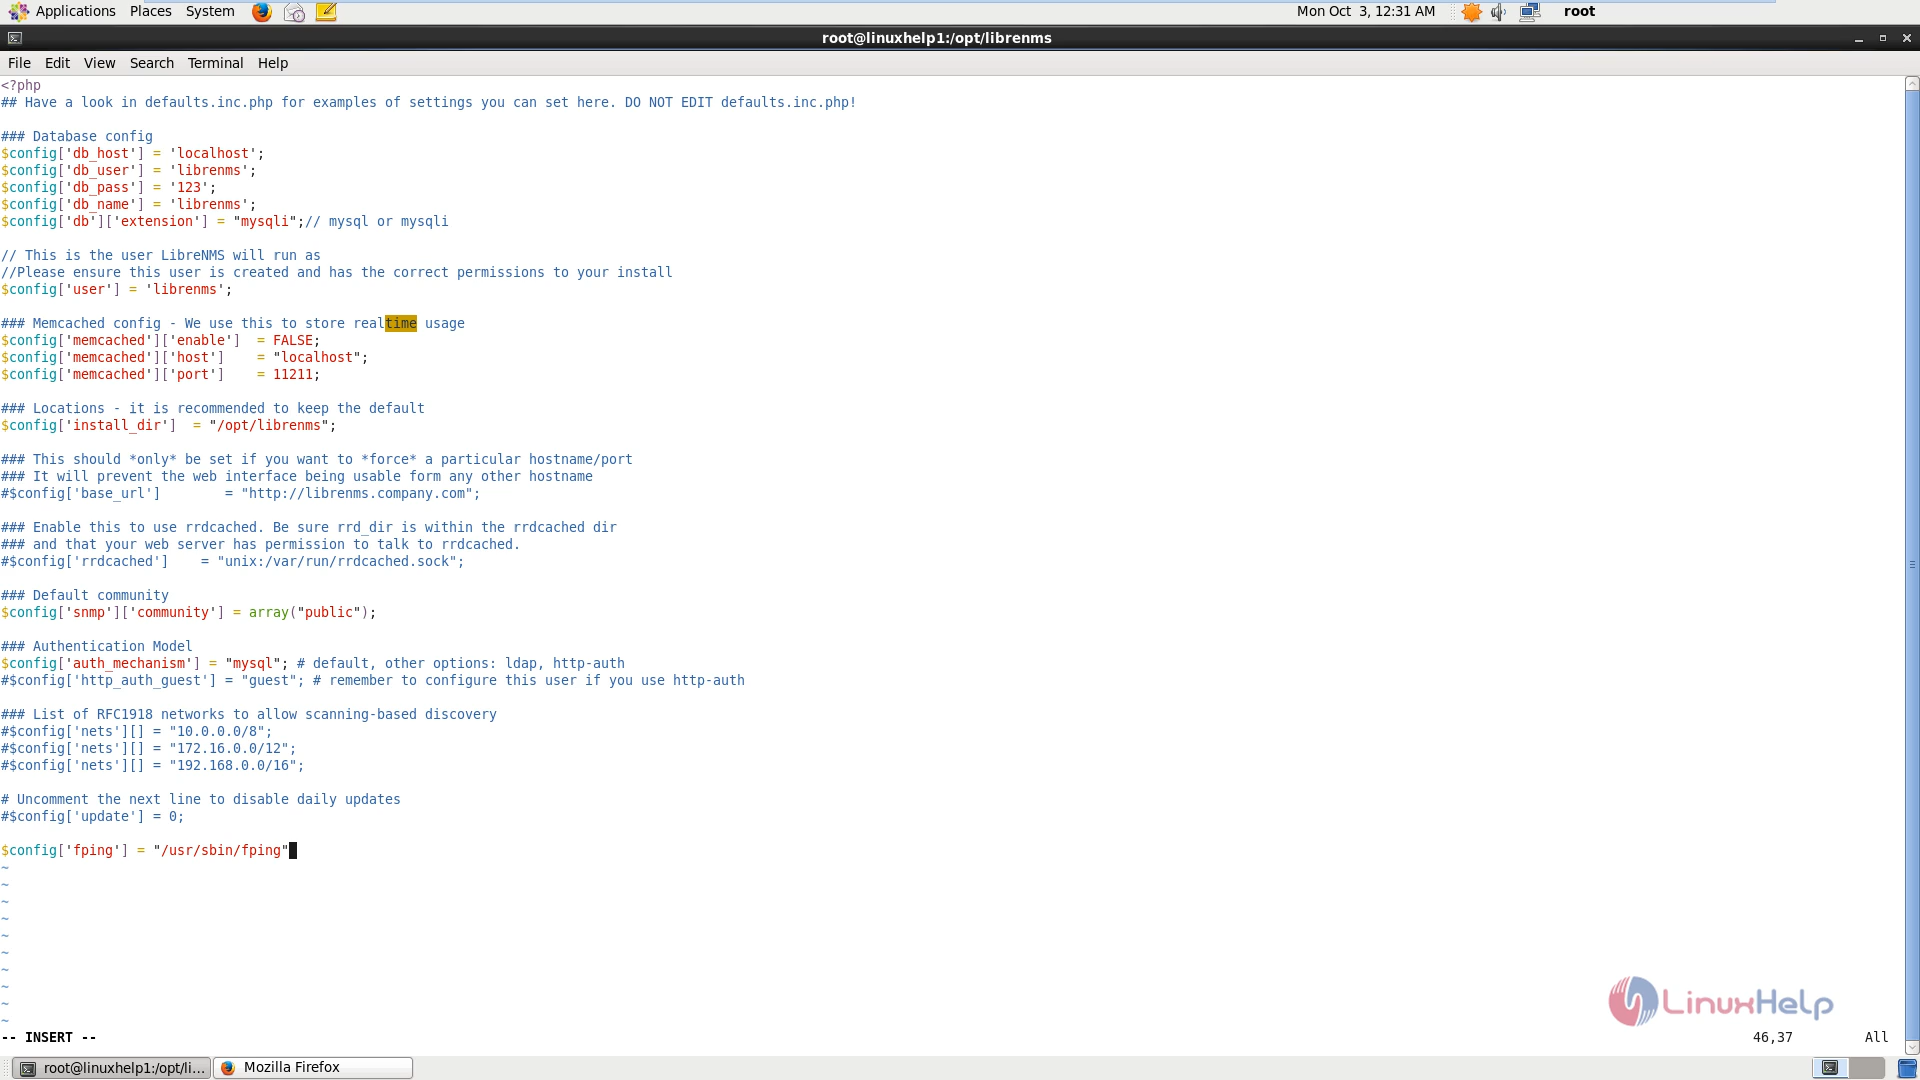 Applications Places System Mon Oct 3, 12:31 AM root
root@linuxhelp1:/opt/librenms
File Edit View Search Terminal Help
<?php
## Have a look in defaults.inc.php for examples of settings you can set here. DO NOT EDIT defaults.inc.php!
### Database config
$config['db_host'] = 'localhost';
$config['db_user'] = 'librenms';
$config['db_pass'] = '123';
$config['db_name'] = 'librenms';
$config['db']['extension'] = "mysqli";// mysql or mysqli
// This is the user LibreNMS will run as
//Please ensure this user is created and has the correct permissions to your install
$config['user'] = 'librenms';
### Memcached config - We use this to store realtime usage
$config['memcached']['enable']  = FALSE;
$config['memcached']['host']    = "localhost";
$config['memcached']['port']    = 11211;
### Locations - it is recommended to keep the default
$config['install_dir']  = "/opt/librenms";
### This should *only* be set if you want to *force* a particular hostname/port
### It will prevent the web interface being usable form any other hostname
#$config['base_url']        = "http://librenms.company.com";
### Enable this to use rrdcached. Be sure rrd_dir is within the rrdcached dir
### and that your web server has permission to talk to rrdcached.
#$config['rrdcached']    = "unix:/var/run/rrdcached.sock";
### Default community
$config['snmp']['community'] = array("public");
### Authentication Model
$config['auth_mechanism'] = "mysql"; # default, other options: ldap, http-auth
#$config['http_auth_guest'] = "guest"; # remember to configure this user if you use http-auth
### List of RFC1918 networks to allow scanning-based discovery
#$config['nets'][] = "10.0.0.0/8";
#$config['nets'][] = "172.16.0.0/12";
#$config['nets'][] = "192.168.0.0/16";
# Uncomment the next line to disable daily updates
#$config['update'] = 0;
$config['fping'] = "/usr/sbin/fping"
~
~
~
~
~
~
~
~
~
~
LinuxHelp
-- INSERT -- 46,37 All
root@linuxhelp1:/opt/li... Mozilla Firefox